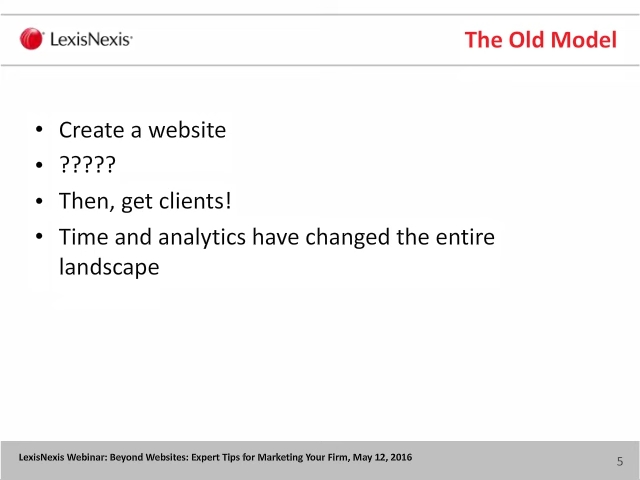 LexisNexis®
The Old Model
• Create a website
• ?????
• Then, get clients!
• Time and analytics have changed the entire
landscape
LexisNexis Webinar: Beyond Websites: Expert Tips for Marketing Your Firm, May 12, 2016
5